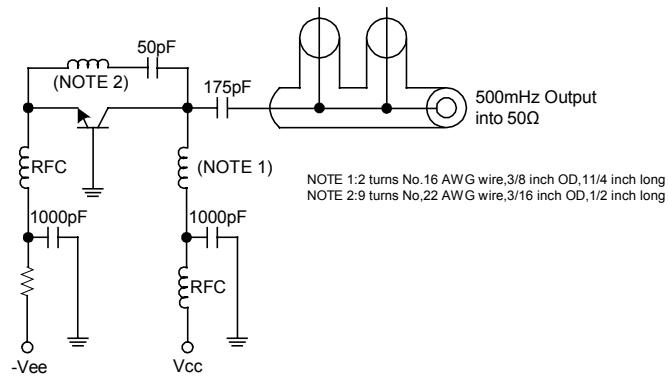 50pF
(NOTE 2)
175pF
500mHz Output
into 50Ω
RFC
(NOTE 1)
NOTE 1:2 turns No.16 AWG wire,3/8 inch OD,11/4 inch long
NOTE 2:9 turns No,22 AWG wire,3/16 inch OD,1/2 inch long
1000pF
1000pF
RFC
-Vee
Vcc